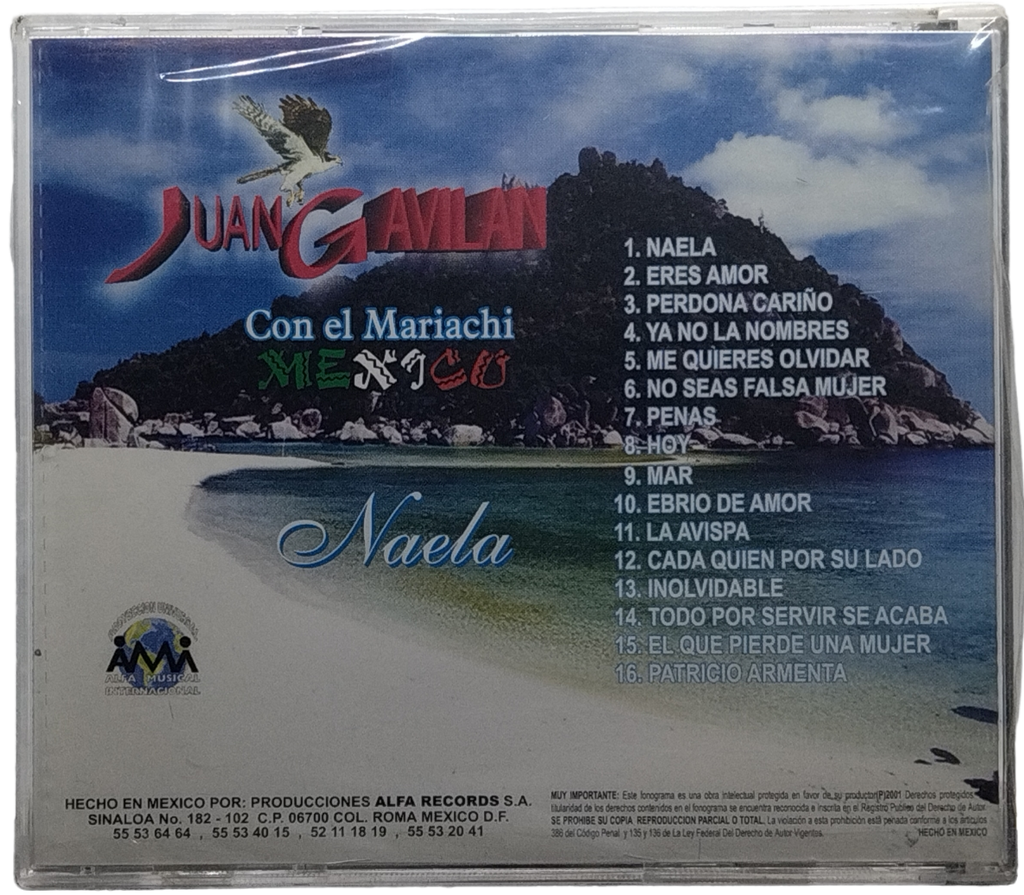 JUAN GAVILAN
Con el Mariachi
MEXICO
Naela
1. NAELA
2. ERES AMOR
3. PERDONA CARIÑO
4. YA NO LA NOMBRES
5. ME QUIERES OLVIDAR
6. NO SEAS FALSA MUJER
7. PENAS
8. HOY
9. MAR
10. EBRIO DE AMOR
11. LA AVISPA
12. CADA QUIEN POR SU LADO
13. INOLVIDABLE
14. TODO POR SERVIR SE ACABA
15. EL QUE PIERDE UNA MUJER
16. PATRICIO ARMENTA
AMI
ALFA MUSICAL
INTERNACIONAL
HECHO EN MEXICO POR: PRODUCCIONES ALFA RECORDS S.A.
SINALOA No. 182 - 102 C.P. 06700 COL. ROMA MEXICO D.F.
55 53 64 64 , 55 53 40 15 , 52 11 18 19 , 55 53 20 41
MUY IMPORTANTE: Este fonograma es una obra intelectual protegida en favor de su productor(P)2001 Derechos protegidos,
titularidad de los derechos contenidos en el fonograma se encuentra reconocida e inscrita en el Registro Publico del Derecho de Autor
SE PROHIBE SU COPIA, REPRODUCCION PARCIAL O TOTAL. La violación a esta prohibición está penada conforme a los artículos
386 del Código Penal y 135 y 136 de La Ley Federal Del Derecho de Autor Vigentes. HECHO EN MEXICO